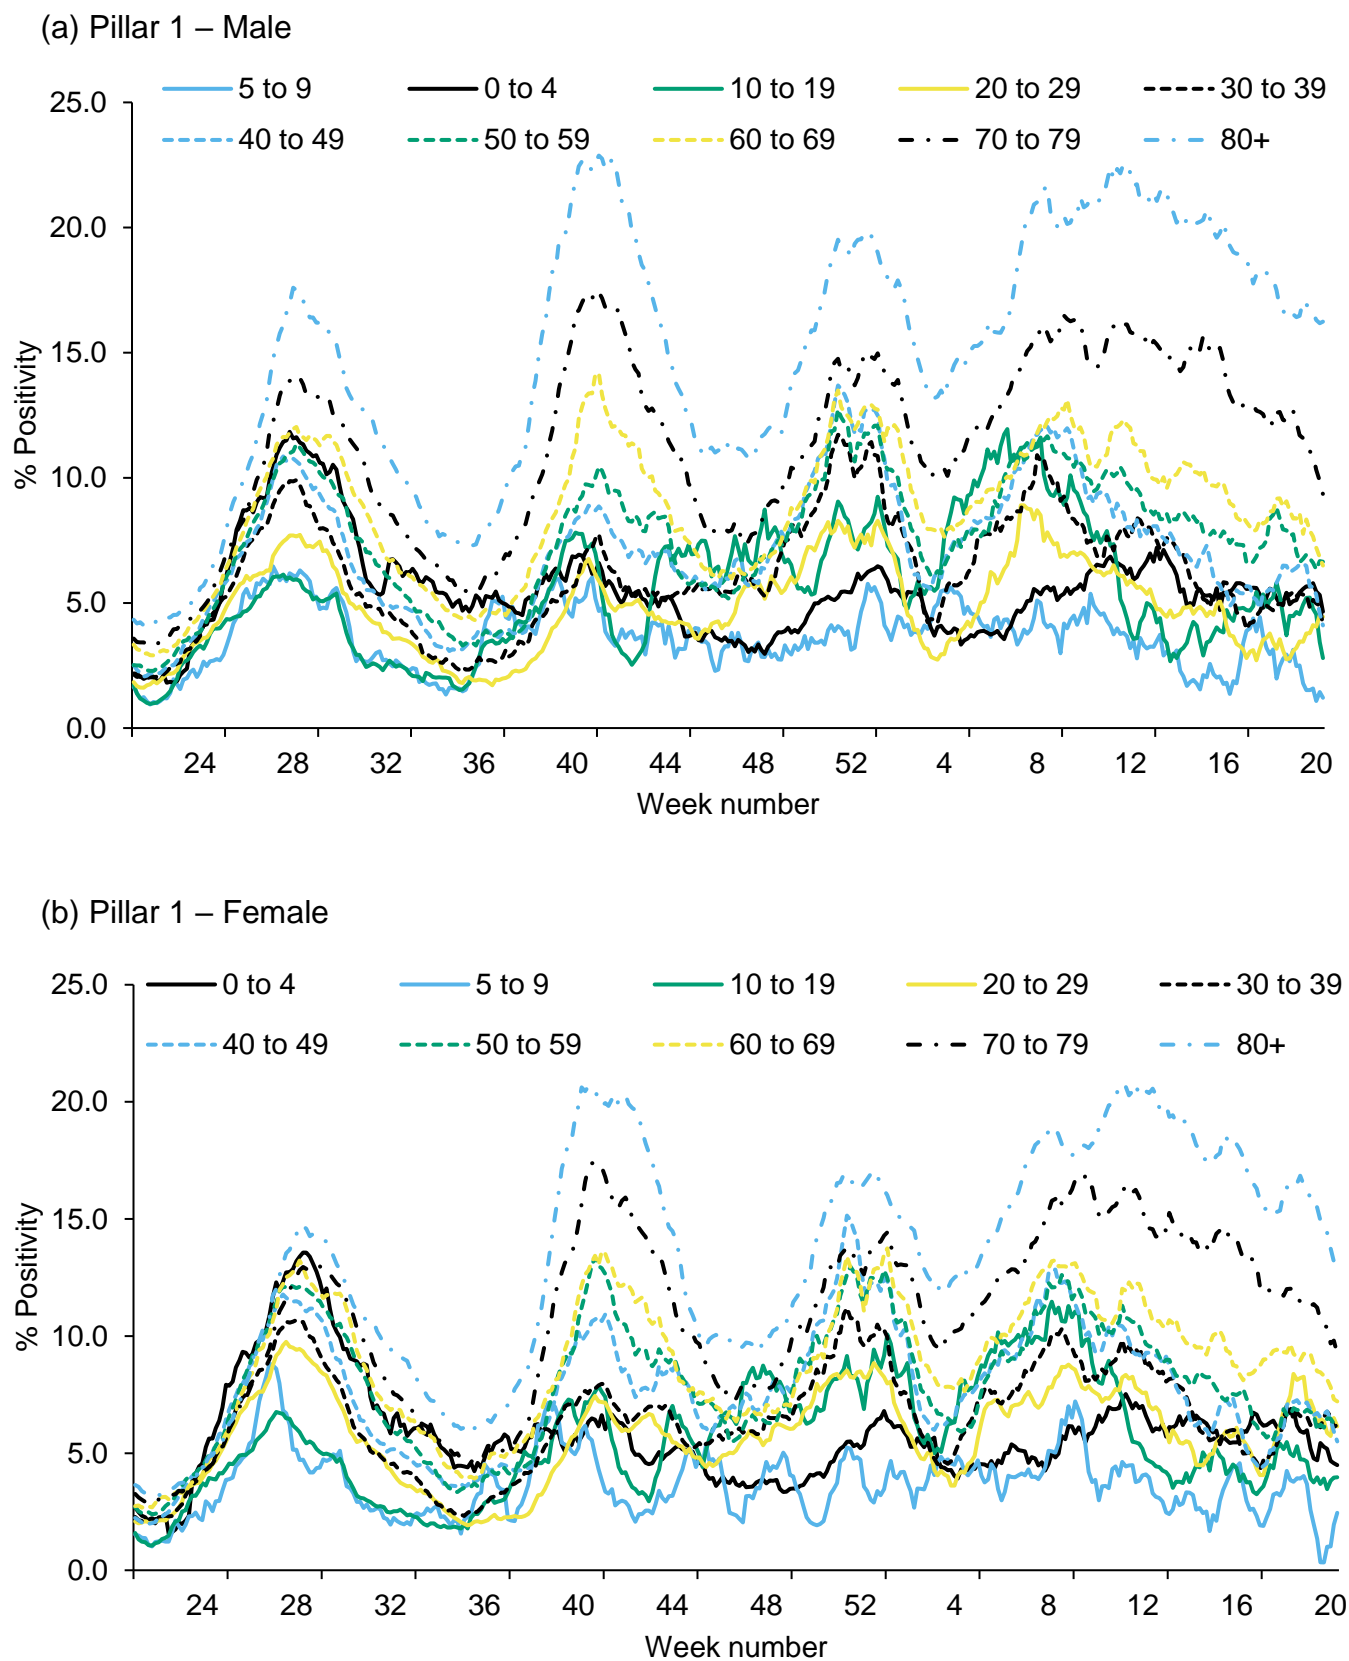 (a) Pillar 1 – Male
5 to 9 0 to 4 10 to 19 20 to 29 30 to 39
40 to 49 50 to 59 60 to 69 70 to 79 80+
25.0
20.0
15.0
10.0
5.0
0.0
% Positivity
24 28 32 36 40 44 48 52 4 8 12 16 20
Week number
(b) Pillar 1 – Female
0 to 4 5 to 9 10 to 19 20 to 29 30 to 39
40 to 49 50 to 59 60 to 69 70 to 79 80+
25.0
20.0
15.0
10.0
5.0
0.0
% Positivity
24 28 32 36 40 44 48 52 4 8 12 16 20
Week number